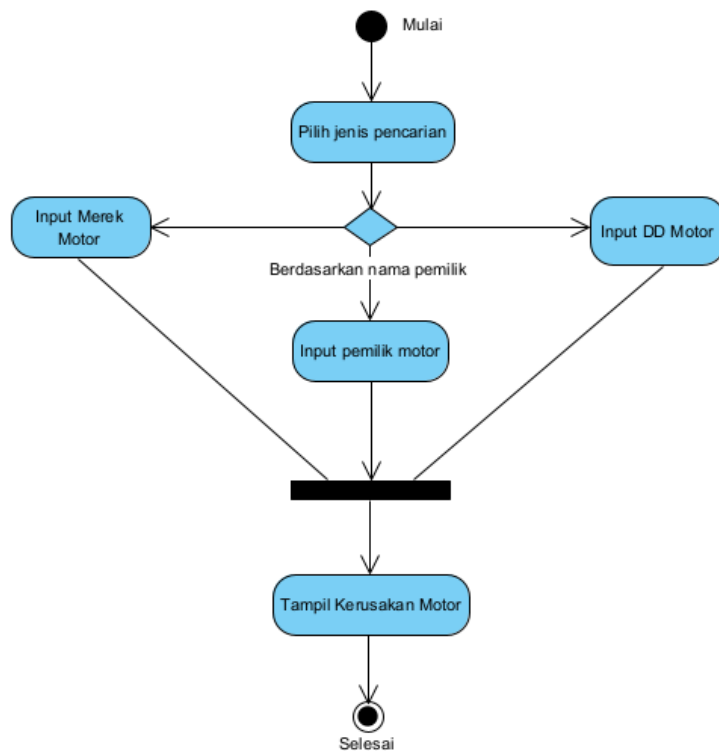 Mulai
Pilih jenis pencarian
Input Merek
Motor
Input DD Motor
Berdasarkan nama pemilik
Input pemilik motor
Tampil Kerusakan Motor
Selesai